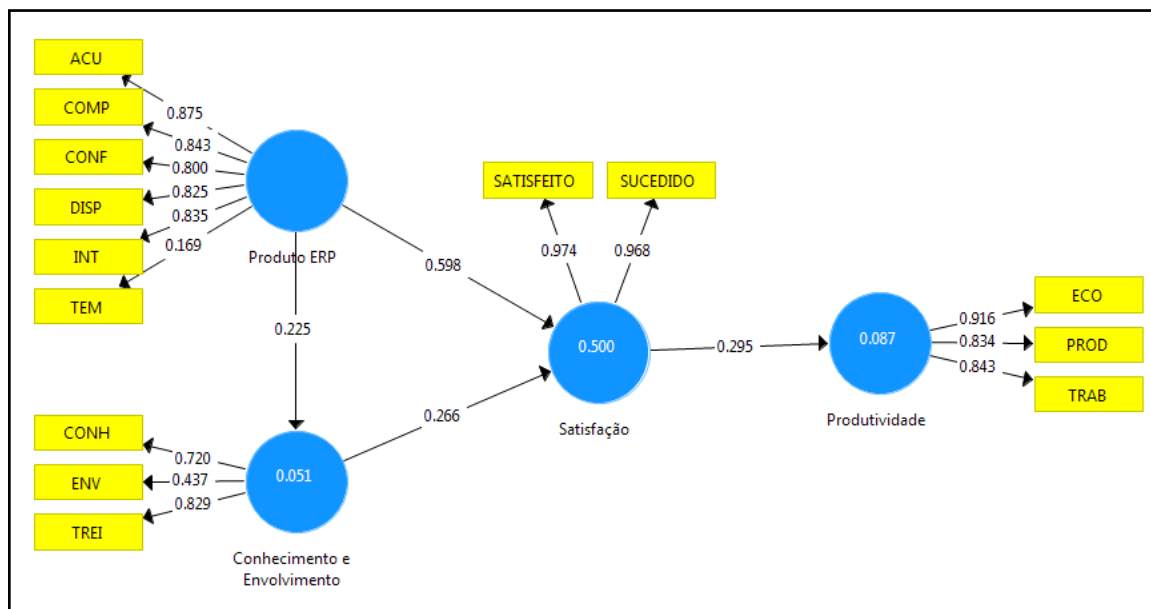 ACU
COMP
CONF
DISP
INT
TEM
0.875
0.843
0.800
0.825
0.835
0.169
Produto ERP
0.225
0.598
SATISFEITO
SUCEDIDO
0.974
0.968
0.500
Satisfação
0.266
0.295
0.087
Produtividade
0.916
0.834
0.843
ECO
PROD
TRAB
CONH
ENV
TREI
0.720
0.437
0.829
0.051
Conhecimento e
Envolvimento